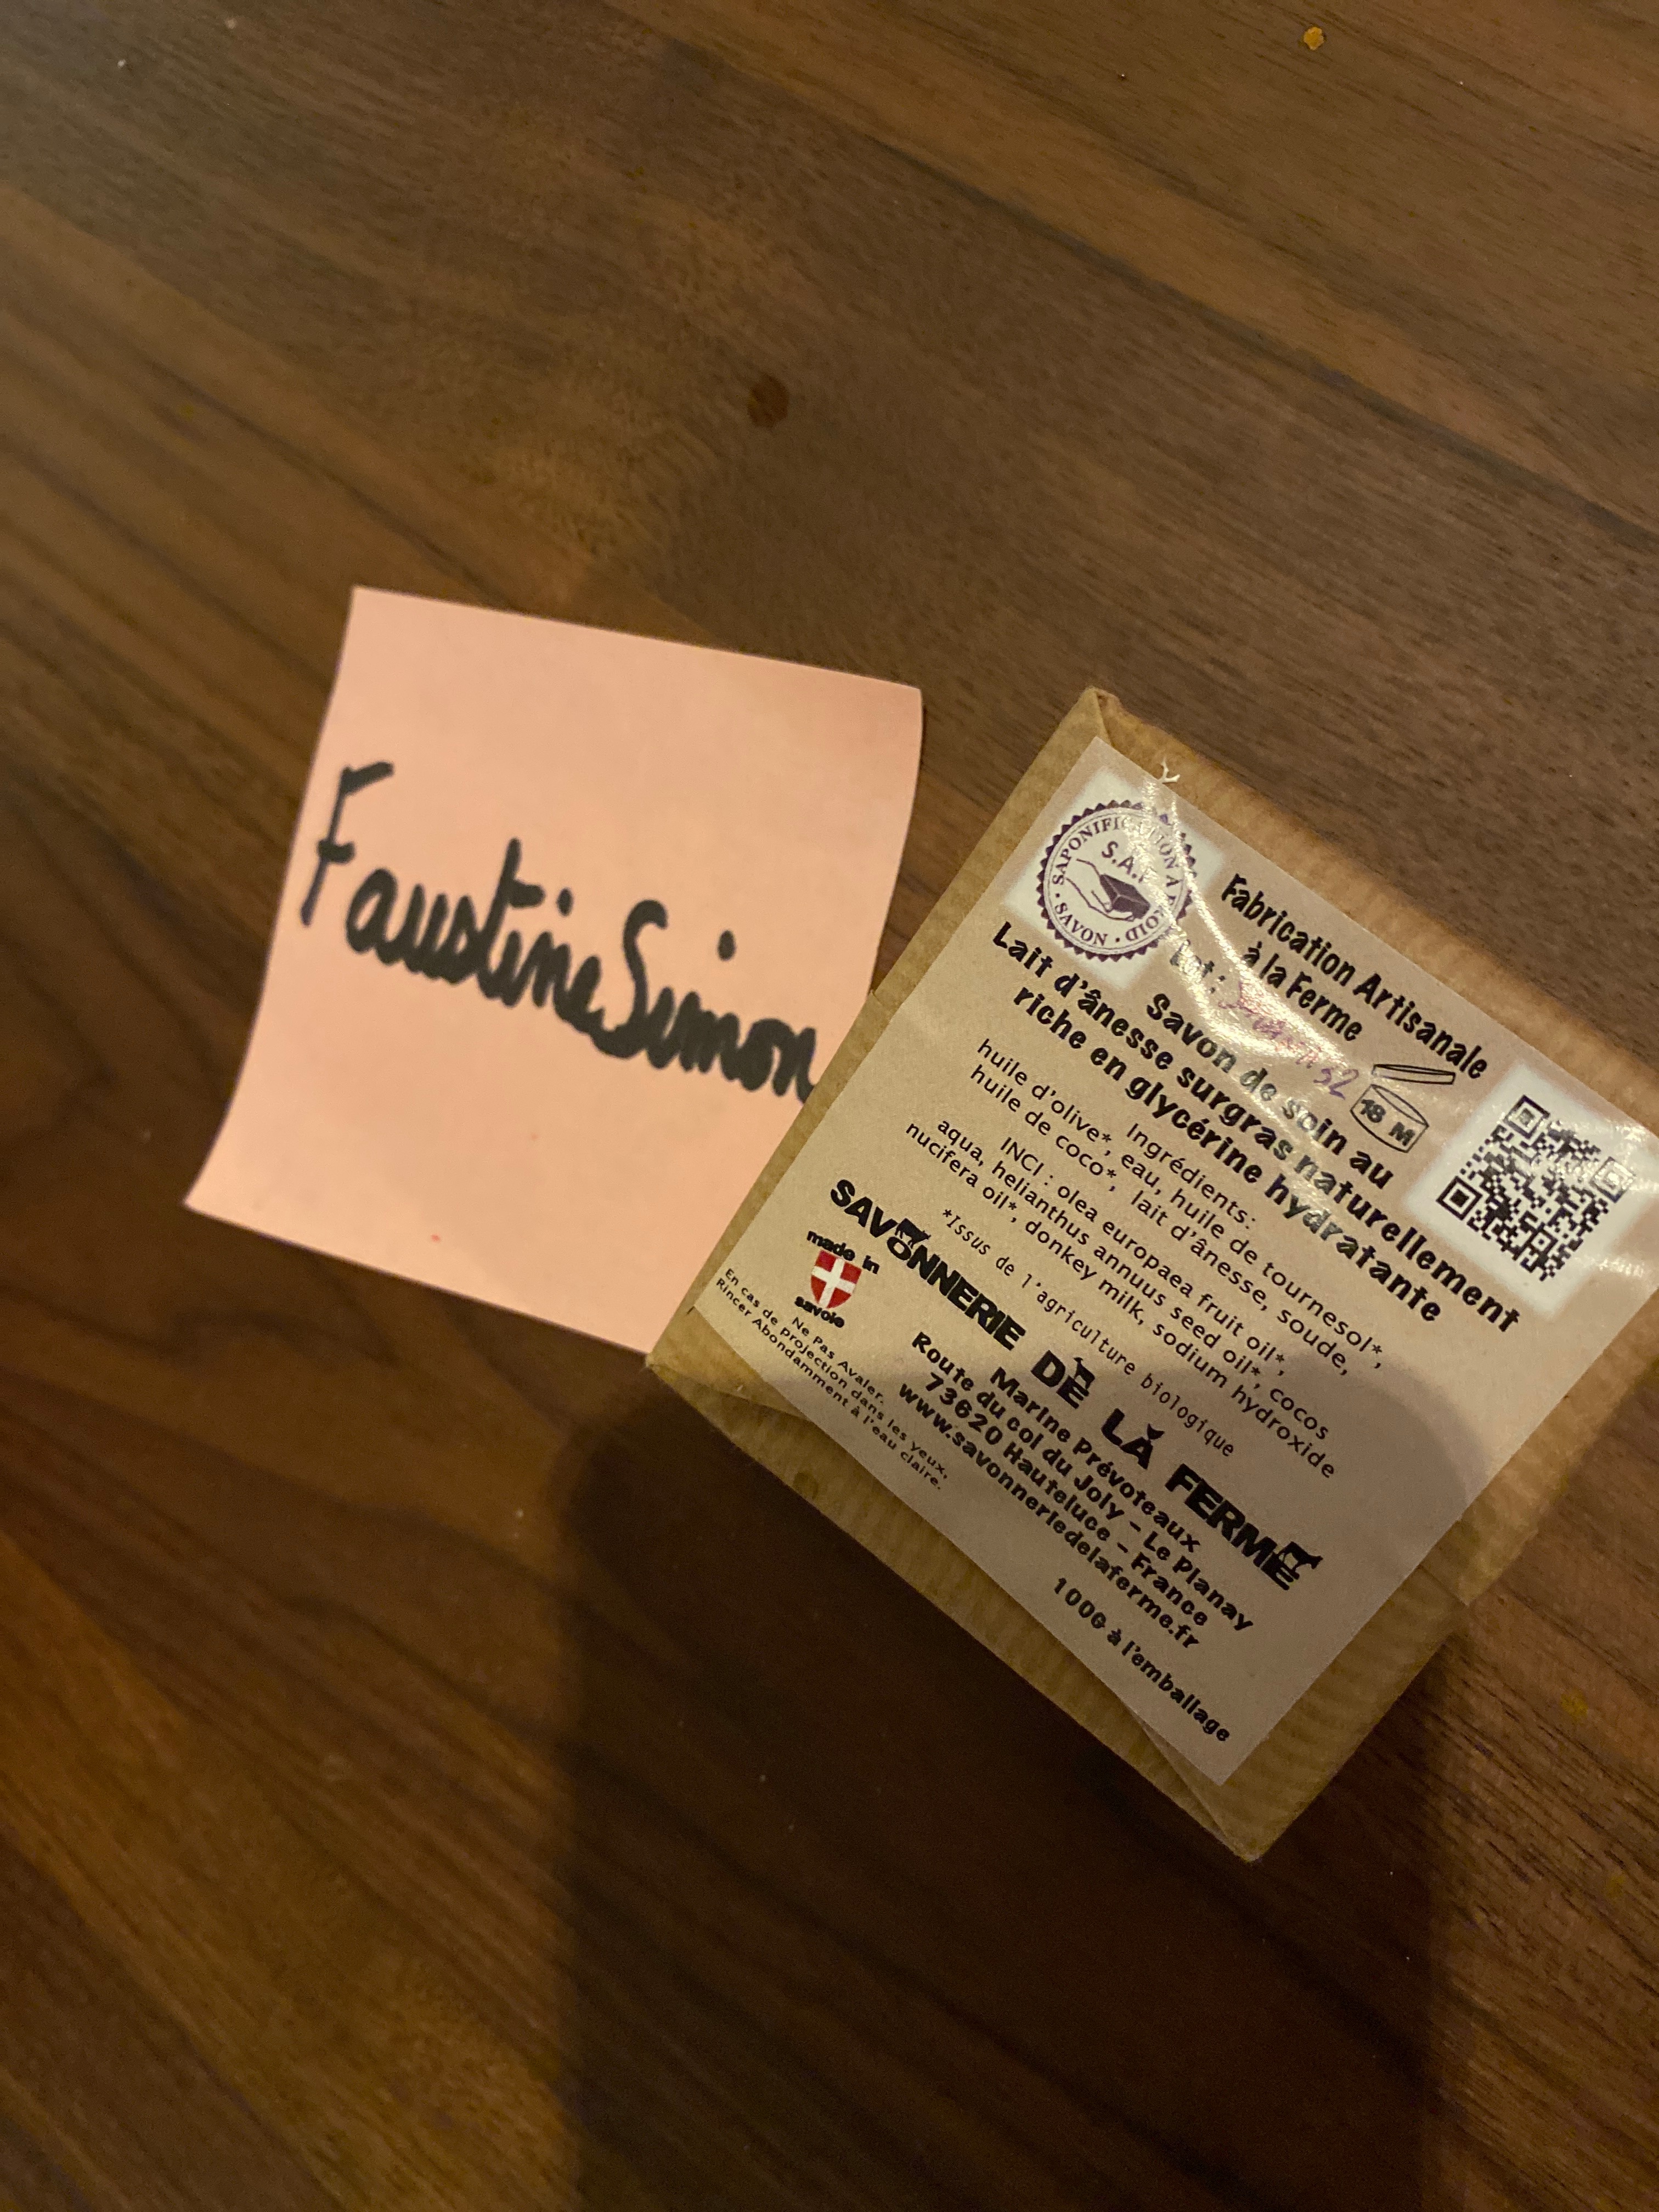 FaustineSimon
SAPONIFICATION À FROID
S.A.F
SAVON
Fabrication Artisanale
à la Ferme
Lot :
18 M
Savon de soin au
Lait d'ânesse surgras naturellement
riche en glycérine hydratante
Ingrédients:
huile d'olive*, eau, huile de tournesol*,
huile de coco*, lait d'ânesse, soude,
INCI : olea europaea fruit oil*,
aqua, helianthus annuus seed oil*, cocos
nucifera oil*, donkey milk, sodium hydroxide
*Issus de l'agriculture biologique
SAVONNERIE DE LA FERME
made in
savoie
Marine Prévoteaux
Route du col du Joly - Le Planay
73620 Hauteluce - France
www.savonneriedelaferme.fr
Ne Pas Avaler.
En cas de projection dans les yeux,
Rincer Abondamment à l'eau claire.
100G à l'emballage